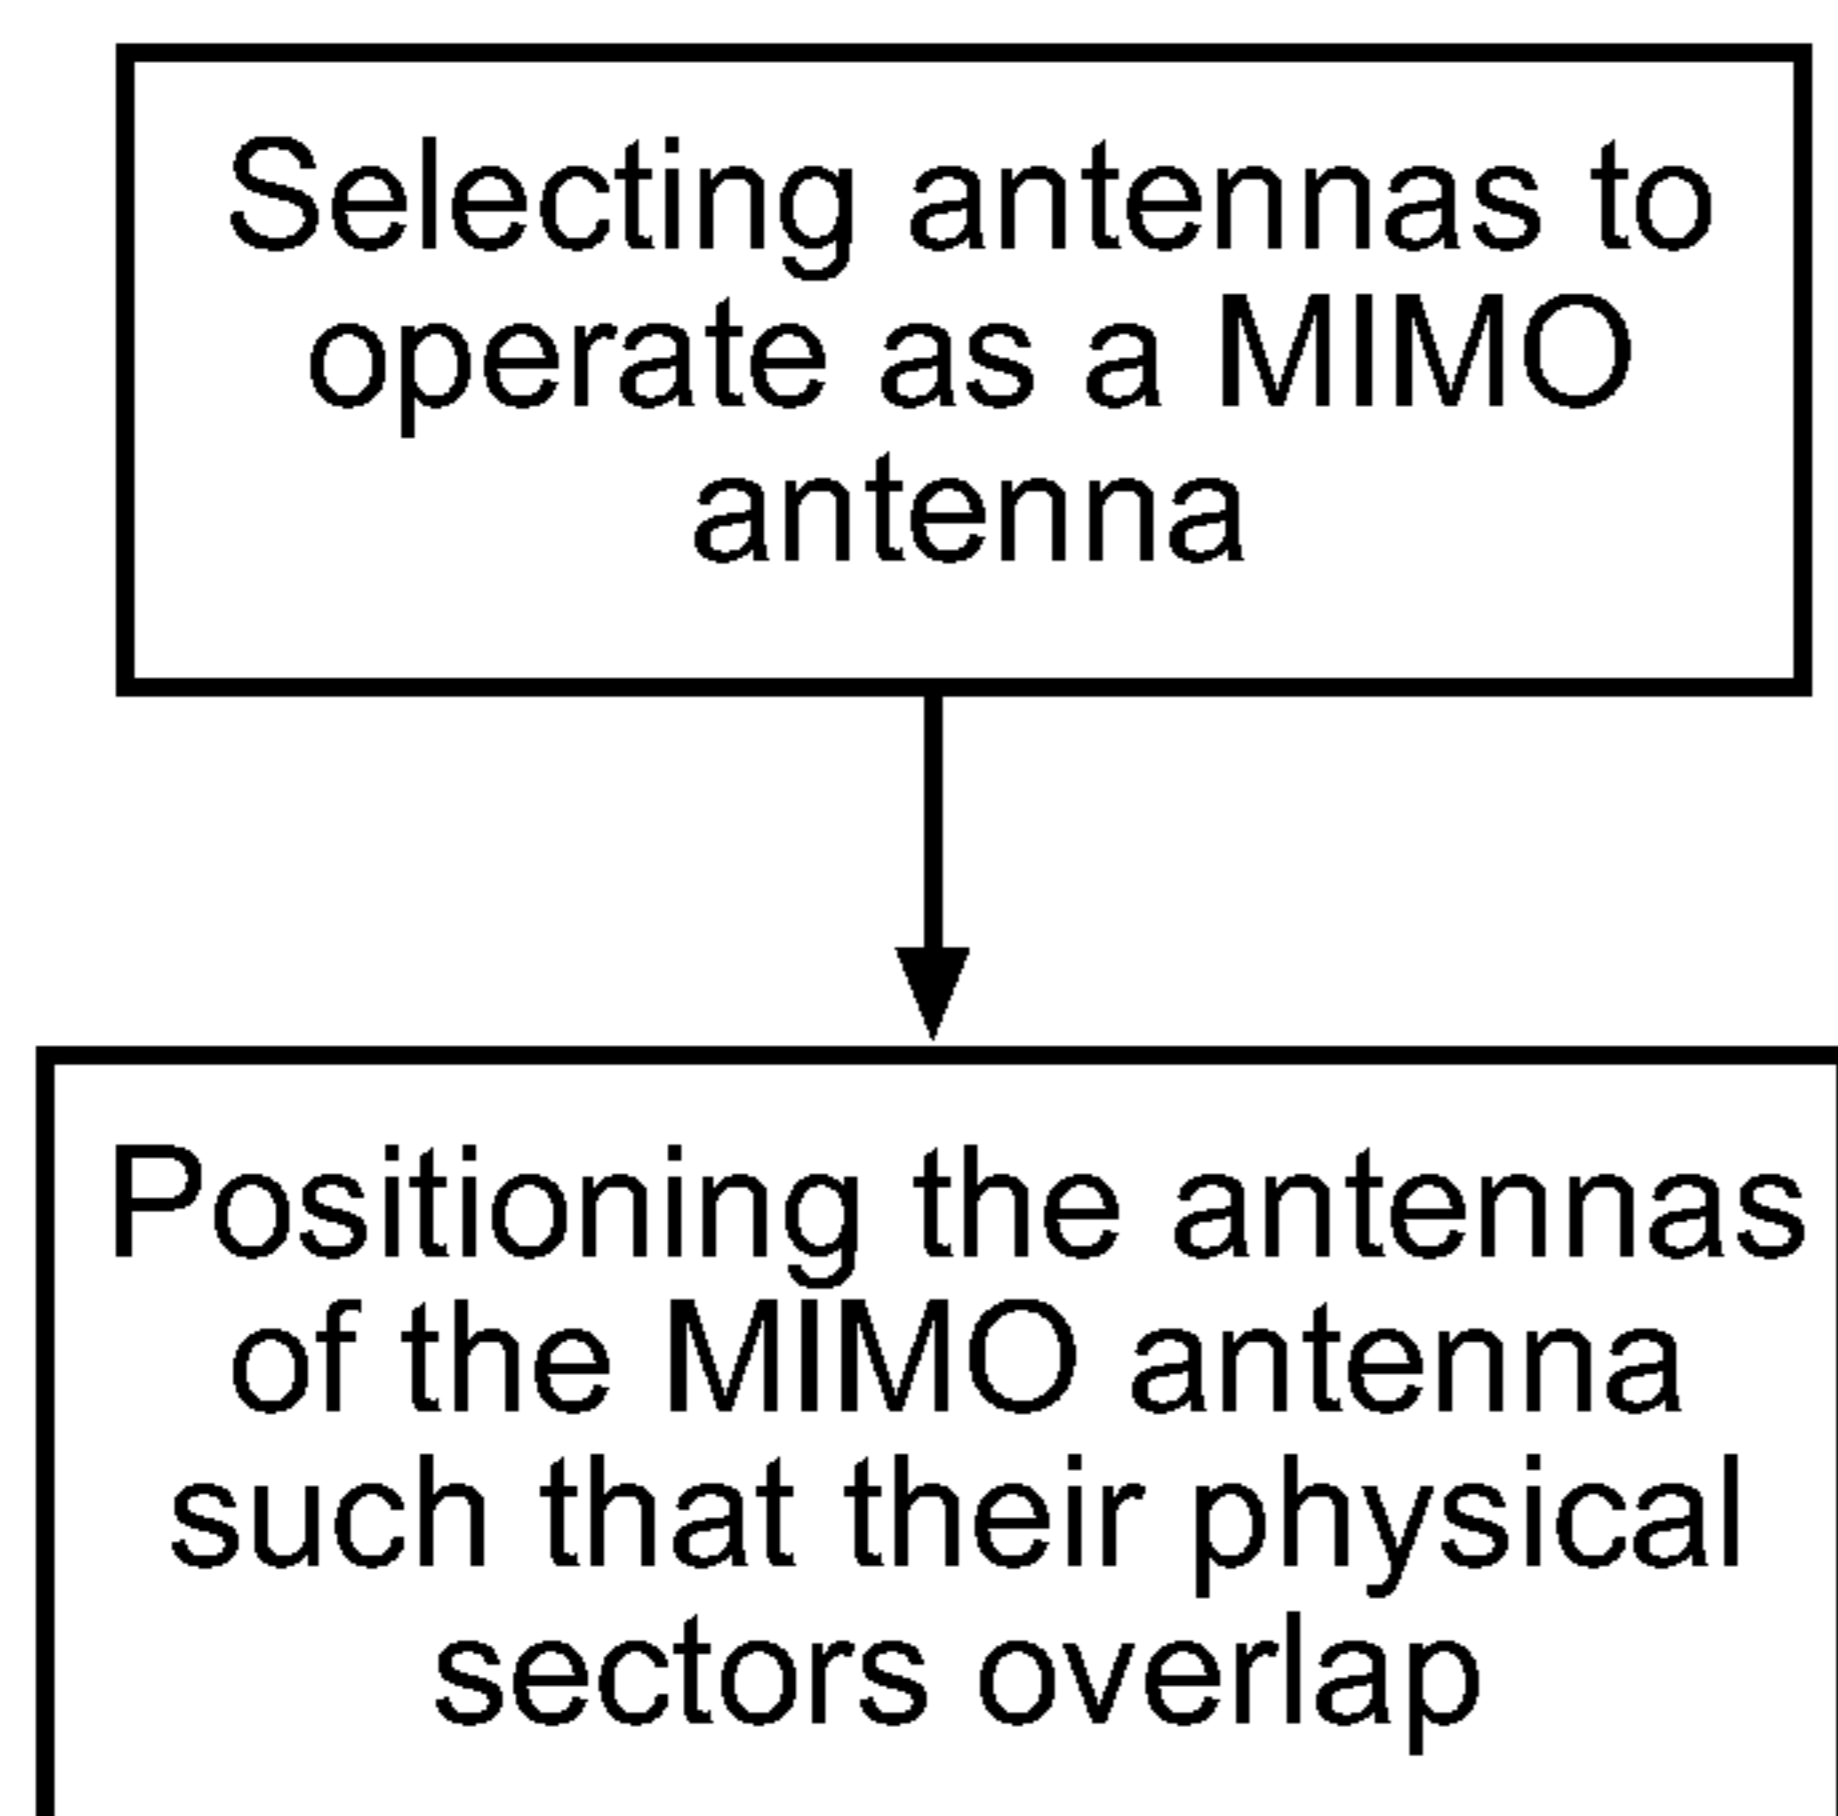 Selecting antennas to
operate as a MIMO
antenna
Positioning the antennas
of the MIMO antenna
such that their physical
sectors overlap